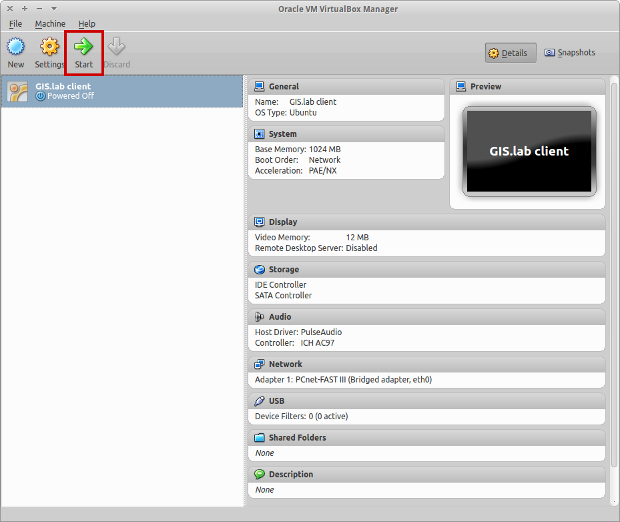 Oracle VM VirtualBox Manager
File Machine Help
New Settings Start Discard
Details Snapshots
GIS.lab client
Powered Off
General
Name: GIS.lab client
OS Type: Ubuntu
Preview
GIS.lab client
System
Base Memory: 1024 MB
Boot Order: Network
Acceleration: PAE/NX
Display
Video Memory: 12 MB
Remote Desktop Server: Disabled
Storage
IDE Controller
SATA Controller
Audio
Host Driver: PulseAudio
Controller: ICH AC97
Network
Adapter 1: PCnet-FAST III (Bridged adapter, eth0)
USB
Device Filters: 0 (0 active)
Shared Folders
None
Description
None